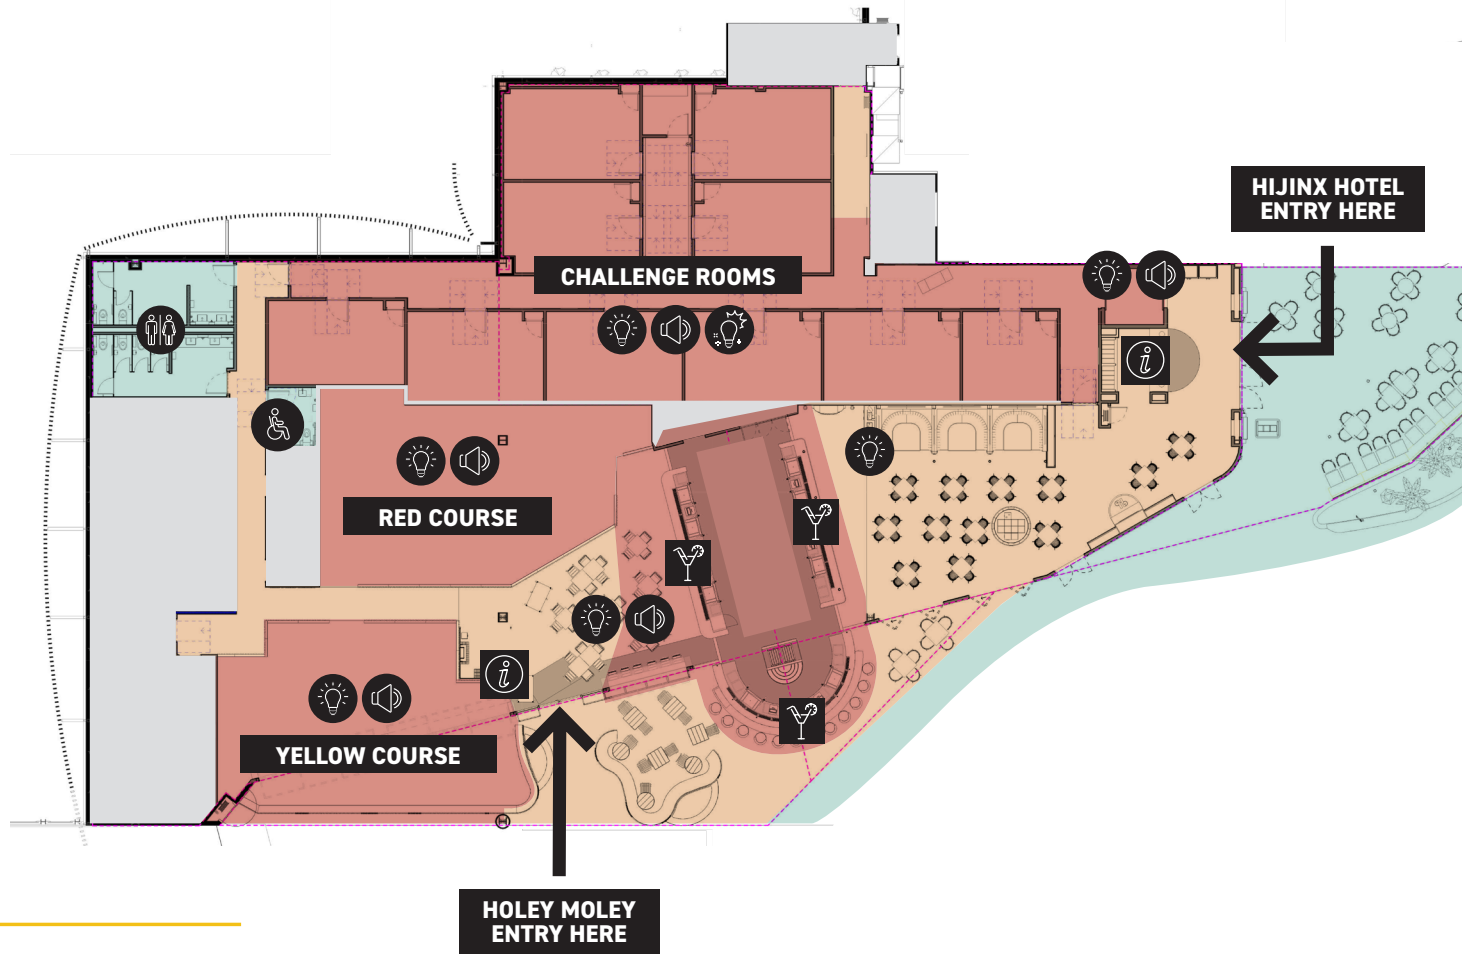 HIJINX HOTEL
ENTRY HERE
CHALLENGE ROOMS
i
RED COURSE
i
YELLOW COURSE
HOLEY MOLEY
ENTRY HERE